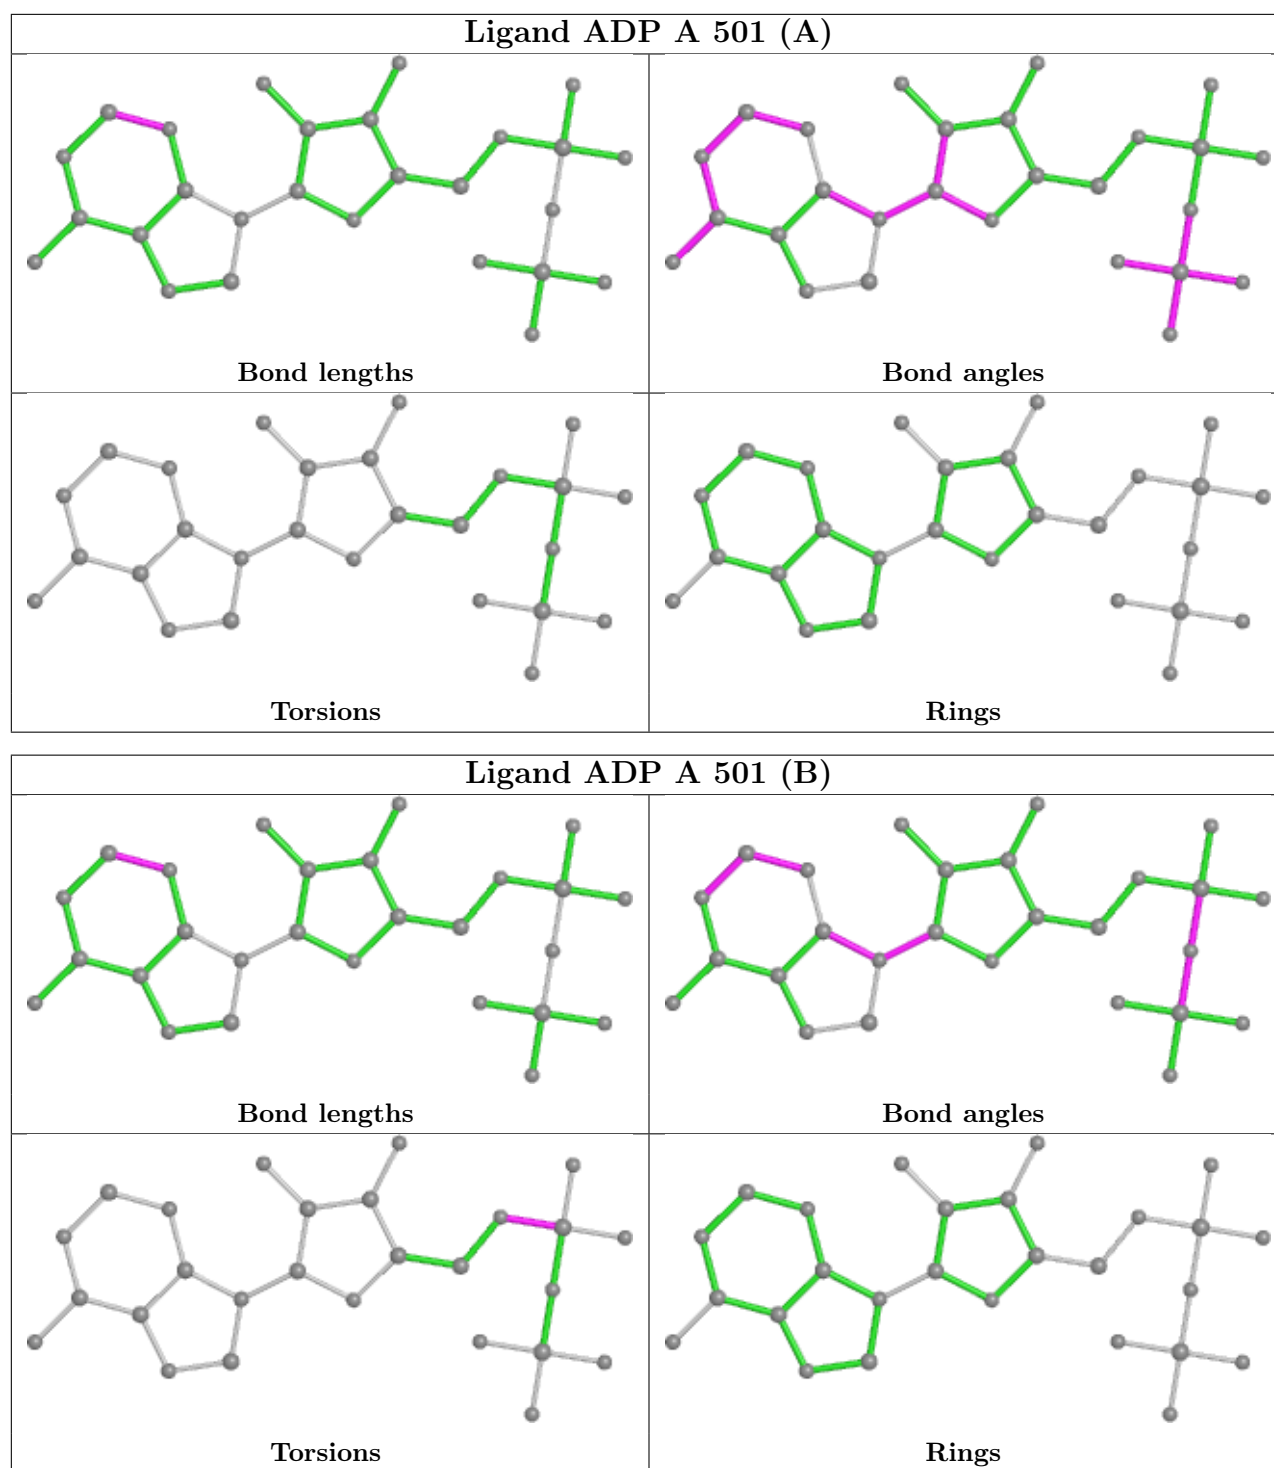 Ligand ADP A 501 (A)
Bond lengths
Bond angles
Torsions
Rings
Ligand ADP A 501 (B)
Bond lengths
Bond angles
Torsions
Rings